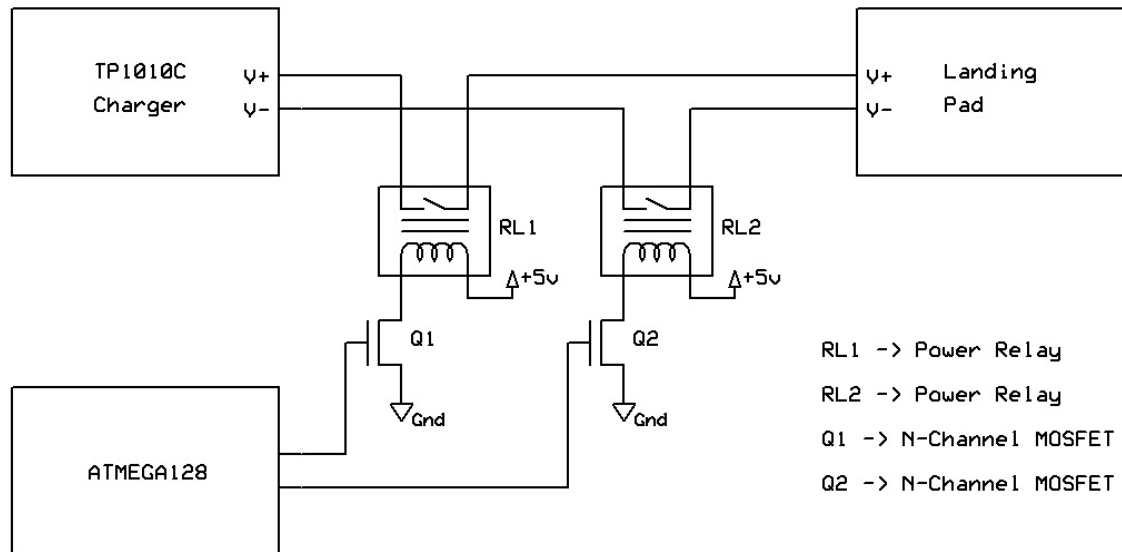 TP1010C
Charger
V+
V-
V+
V-
Landing
Pad
RL1
+5v
RL2
+5v
Q1
Gnd
Q2
Gnd
ATMEGA128
RL1 -> Power Relay
RL2 -> Power Relay
Q1 -> N-Channel MOSFET
Q2 -> N-Channel MOSFET